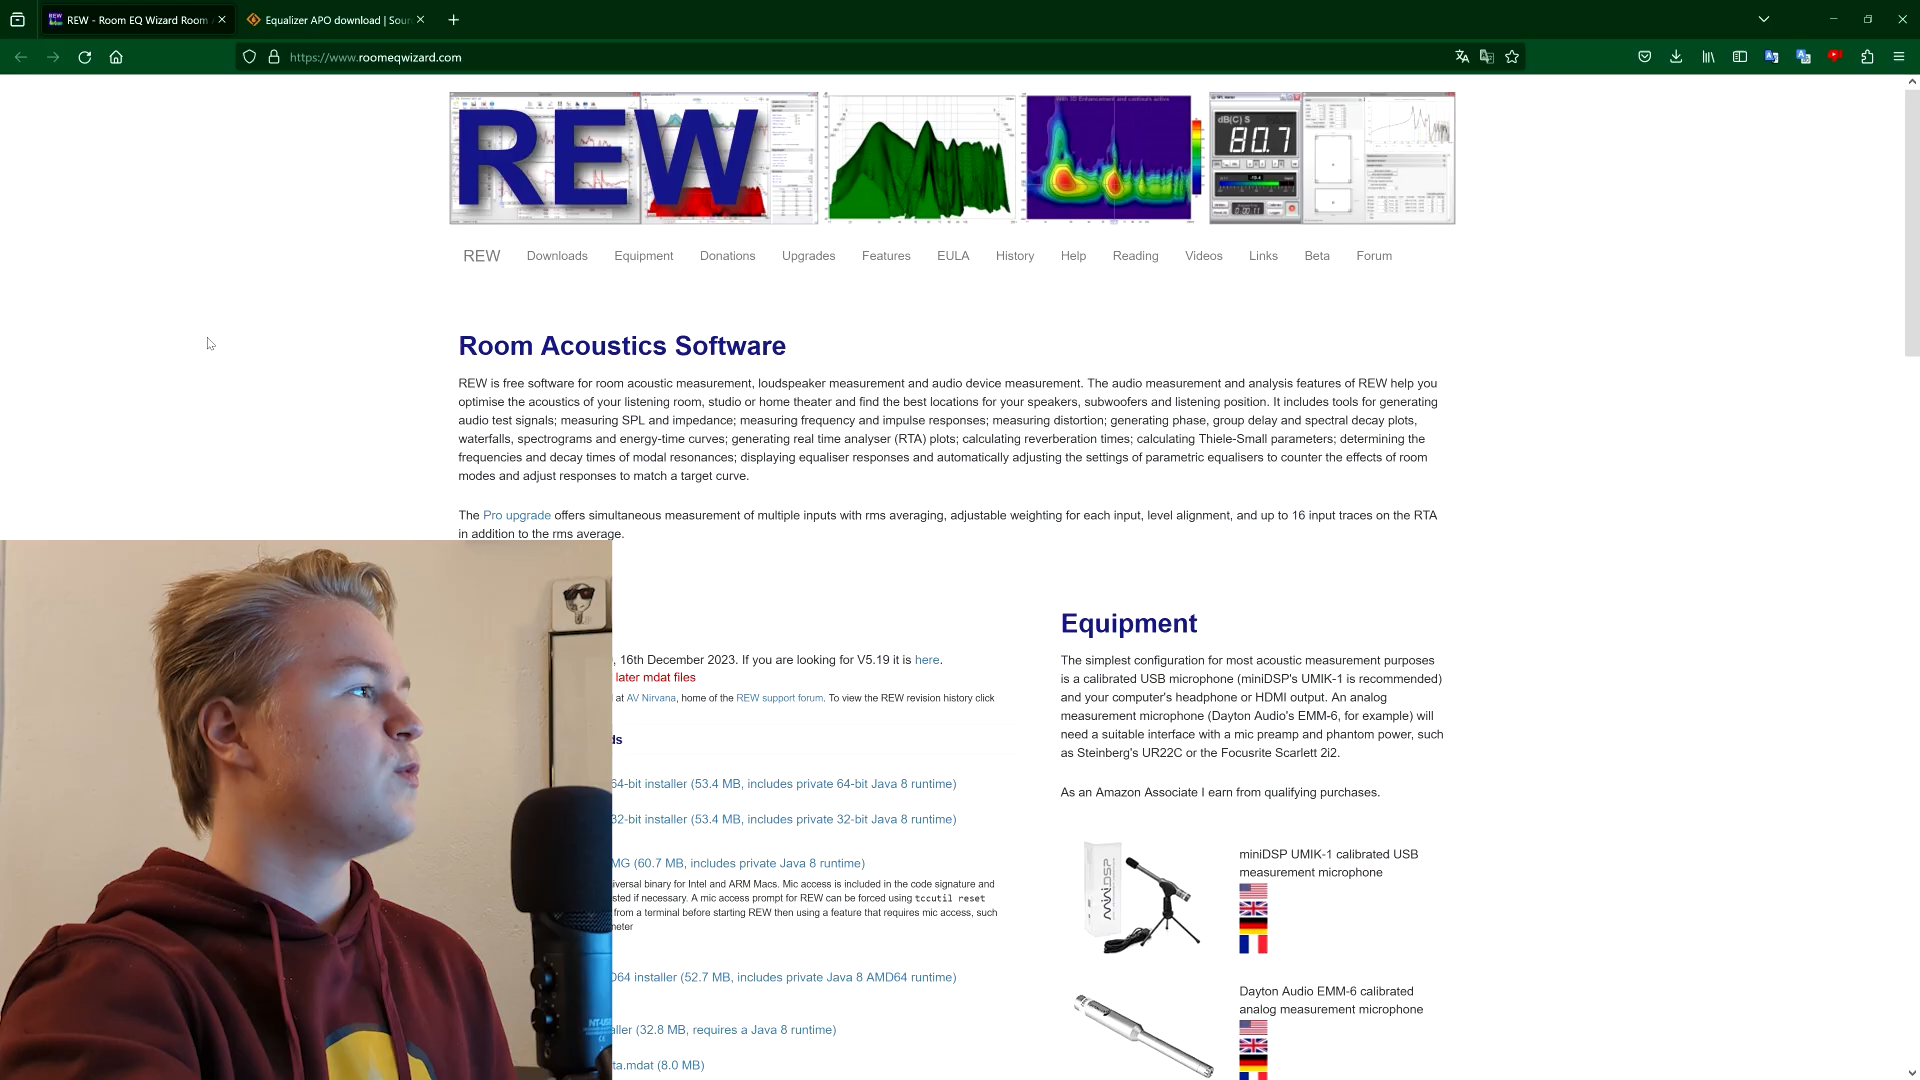 REW - Room EQ Wizard Room
Equalizer APO download | Sour
https://www.roomeqwizard.com
REW
dB(C) S
80.7
REW Downloads Equipment Donations Upgrades Features EULA History Help Reading Videos Links Beta Forum
Room Acoustics Software
REW is free software for room acoustic measurement, loudspeaker measurement and audio device measurement. The audio measurement and analysis features of REW help you
optimise the acoustics of your listening room, studio or home theater and find the best locations for your speakers, subwoofers and listening position. It includes tools for generating
audio test signals; measuring SPL and impedance; measuring frequency and impulse responses; measuring distortion; generating phase, group delay and spectral decay plots,
waterfalls, spectrograms and energy-time curves; generating real time analyser (RTA) plots; calculating reverberation times; calculating Thiele-Small parameters; determining the
frequencies and decay times of modal resonances; displaying equaliser responses and automatically adjusting the settings of parametric equalisers to counter the effects of room
modes and adjust responses to match a target curve.
The Pro upgrade offers simultaneous measurement of multiple inputs with rms averaging, adjustable weighting for each input, level alignment, and up to 16 input traces on the RTA
in addition to the rms average.
, 16th December 2023. If you are looking for V5.19 it is here.
later mdat files
at AV Nirvana, home of the REW support forum. To view the REW revision history click
ds
64-bit installer (53.4 MB, includes private 64-bit Java 8 runtime)
32-bit installer (53.4 MB, includes private 32-bit Java 8 runtime)
MG (60.7 MB, includes private Java 8 runtime)
iversal binary for Intel and ARM Macs. Mic access is included in the code signature and
sted if necessary. A mic access prompt for REW can be forced using tccutil reset
from a terminal before starting REW then using a feature that requires mic access, such
meter
D64 installer (52.7 MB, includes private Java 8 AMD64 runtime)
aller (32.8 MB, requires a Java 8 runtime)
ta.mdat (8.0 MB)
Equipment
The simplest configuration for most acoustic measurement purposes
is a calibrated USB microphone (miniDSP's UMIK-1 is recommended)
and your computer's headphone or HDMI output. An analog
measurement microphone (Dayton Audio's EMM-6, for example) will
need a suitable interface with a mic preamp and phantom power, such
as Steinberg's UR22C or the Focusrite Scarlett 2i2.
As an Amazon Associate I earn from qualifying purchases.
miniDSP
miniDSP UMIK-1 calibrated USB
measurement microphone
Dayton Audio EMM-6 calibrated
analog measurement microphone
NT-USB